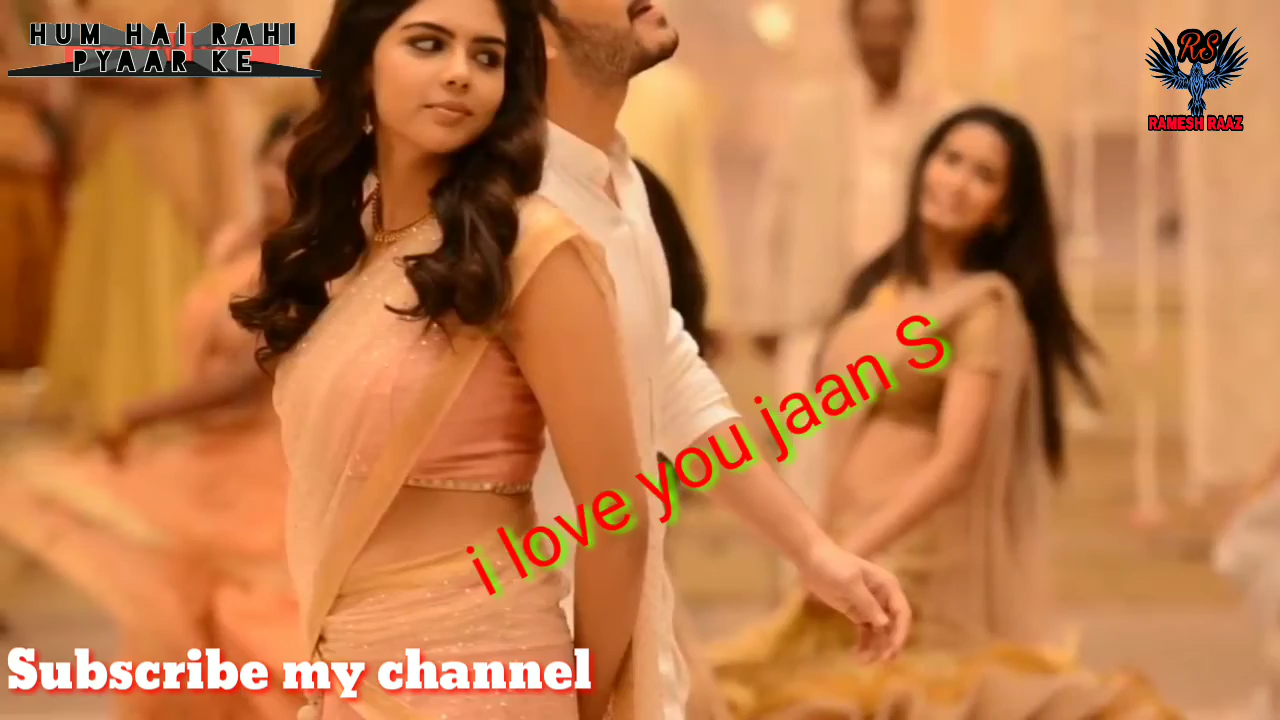 HUM HAI RAHI
PYAAR KE
RS
RAMESH RAAZ
i love you jaan S
Subscribe my channel